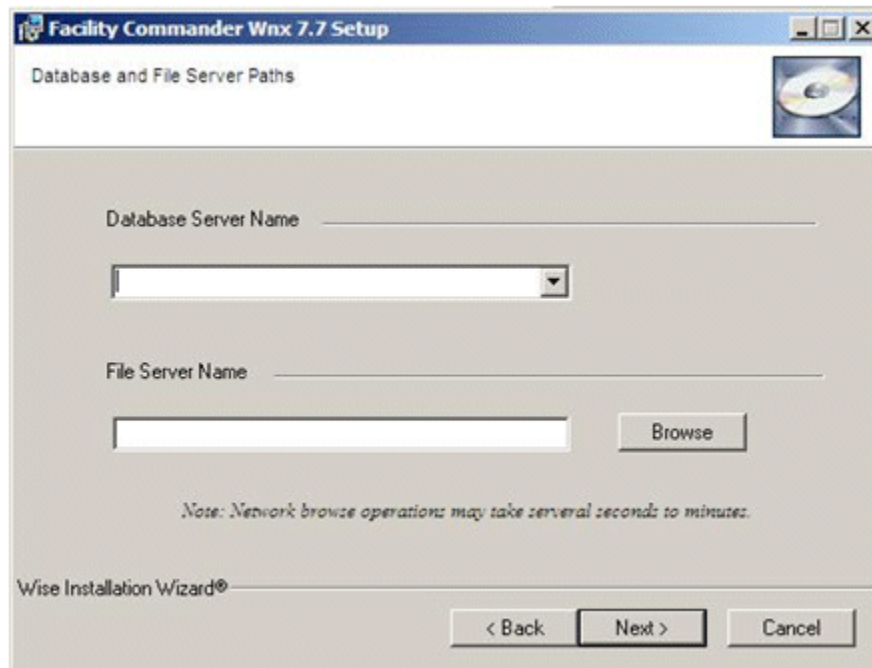 Facility Commander Wnx 7.7 Setup
Database and File Server Paths
Database Server Name
File Server Name
Browse
Note: Network browse operations may take serveral seconds to minutes.
Wise Installation Wizard®
< Back Next > Cancel